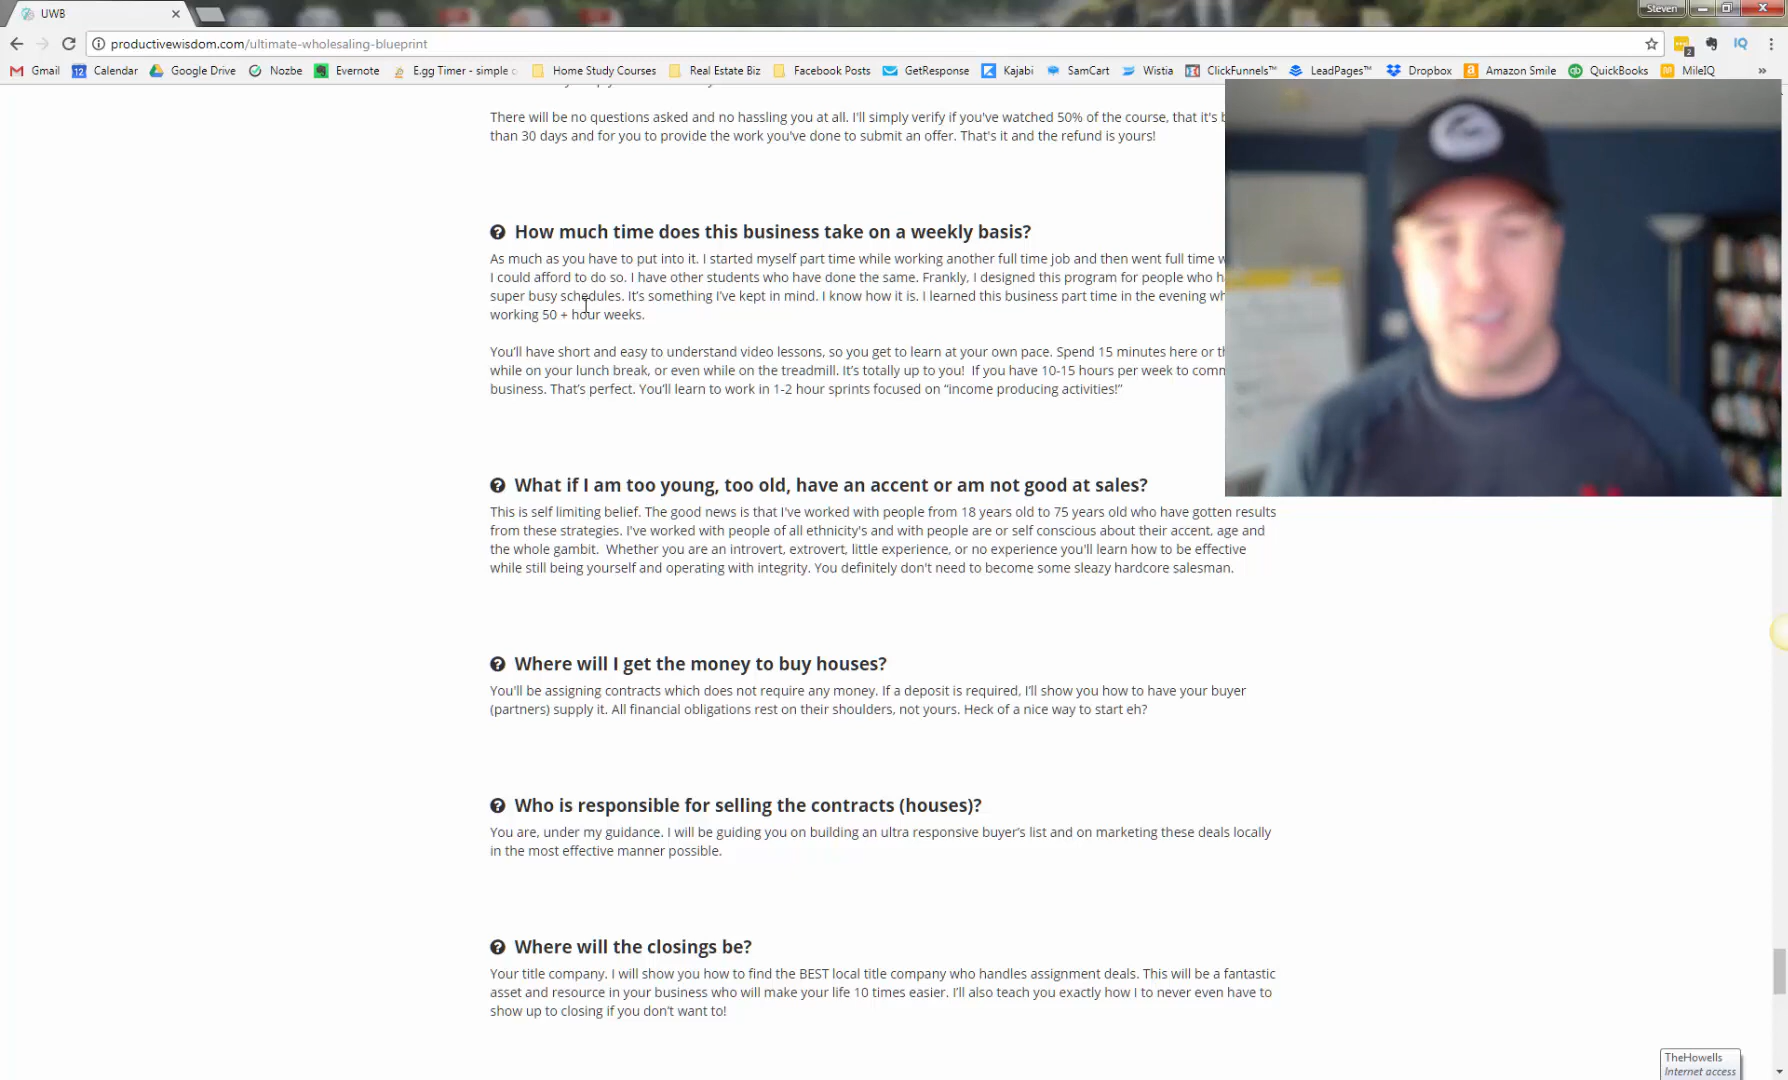 UWB
Steven
productivewisdom.com/ultimate-wholesaling-blueprint
2
Gmail
12 Calendar
Google Drive
Nozbe
Evernote
E.gg Timer - simple c
Home Study Courses
Real Estate Biz
Facebook Posts
GetResponse
Kajabi
SamCart
Wistia
ClickFunnels™
LeadPages™
Dropbox
Amazon Smile
QuickBooks
MileIQ
There will be no questions asked and no hassling you at all. I'll simply verify if you've watched 50% of the course, that it's
than 30 days and for you to provide the work you've done to submit an offer. That's it and the refund is yours!
How much time does this business take on a weekly basis?
As much as you have to put into it. I started myself part time while working another full time job and then went full time
I could afford to do so. I have other students who have done the same. Frankly, I designed this program for people who
super busy schedules. It's something I've kept in mind. I know how it is. I learned this business part time in the evening
working 50 + hour weeks.
You'll have short and easy to understand video lessons, so you get to learn at your own pace. Spend 15 minutes here or
while on your lunch break, or even while on the treadmill. It's totally up to you! If you have 10-15 hours per week to
business. That's perfect. You'll learn to work in 1-2 hour sprints focused on “income producing activities!”
What if I am too young, too old, have an accent or am not good at sales?
This is self limiting belief. The good news is that I've worked with people from 18 years old to 75 years old who have gotten results
from these strategies. I've worked with people of all ethnicity's and with people are or self conscious about their accent, age and
the whole gambit. Whether you are an introvert, extrovert, little experience, or no experience you'll learn how to be effective
while still being yourself and operating with integrity. You definitely don't need to become some sleazy hardcore salesman.
Where will I get the money to buy houses?
You'll be assigning contracts which does not require any money. If a deposit is required, I'll show you how to have your buyer
(partners) supply it. All financial obligations rest on their shoulders, not yours. Heck of a nice way to start eh?
Who is responsible for selling the contracts (houses)?
You are, under my guidance. I will be guiding you on building an ultra responsive buyer's list and on marketing these deals locally
in the most effective manner possible.
Where will the closings be?
Your title company. I will show you how to find the BEST local title company who handles assignment deals. This will be a fantastic
asset and resource in your business who will make your life 10 times easier. I'll also teach you exactly how I to never even have to
show up to closing if you don't want to!
TheHowells
Internet access